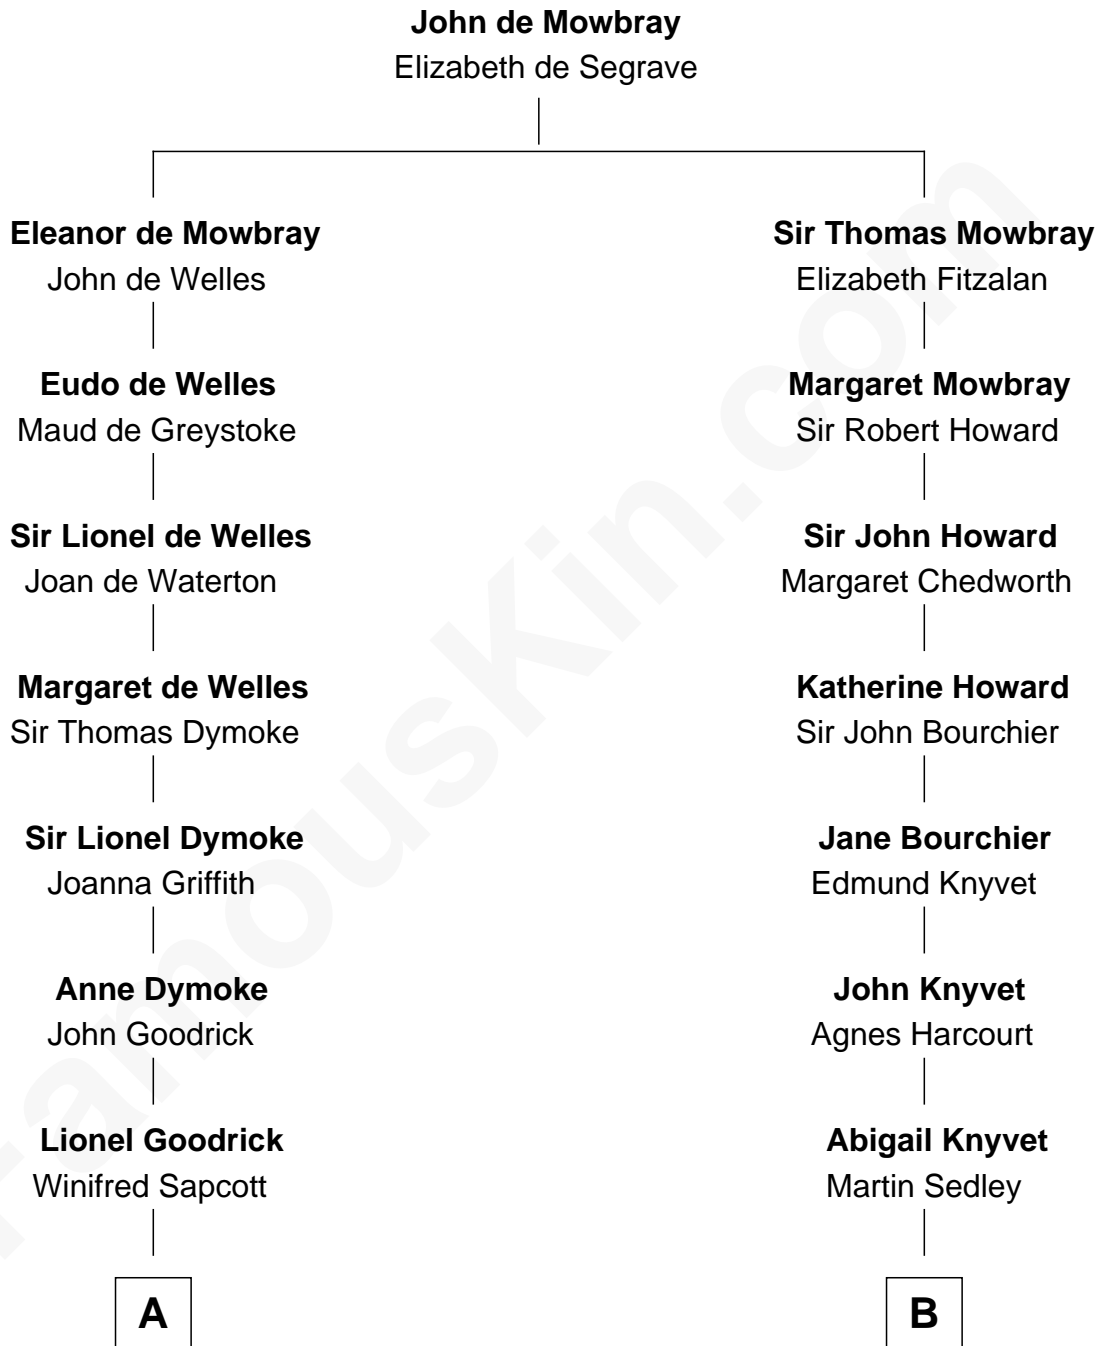 John de Mowbray
Elizabeth de Segrave
Eleanor de Mowbray
John de Welles
Eudo de Welles
Maud de Greystoke
Sir Lionel de Welles
Joan de Waterton
Margaret de Welles
Sir Thomas Dymoke
Sir Lionel Dymoke
Joanna Griffith
Anne Dymoke
John Goodrick
Lionel Goodrick
Winifred Sapcott
A
Sir Thomas Mowbray
Elizabeth Fitzalan
Margaret Mowbray
Sir Robert Howard
Sir John Howard
Margaret Chedworth
Katherine Howard
Sir John Bourchier
Jane Bourchier
Edmund Knyvet
John Knyvet
Agnes Harcourt
Abigail Knyvet
Martin Sedley
B
FamousKin.com